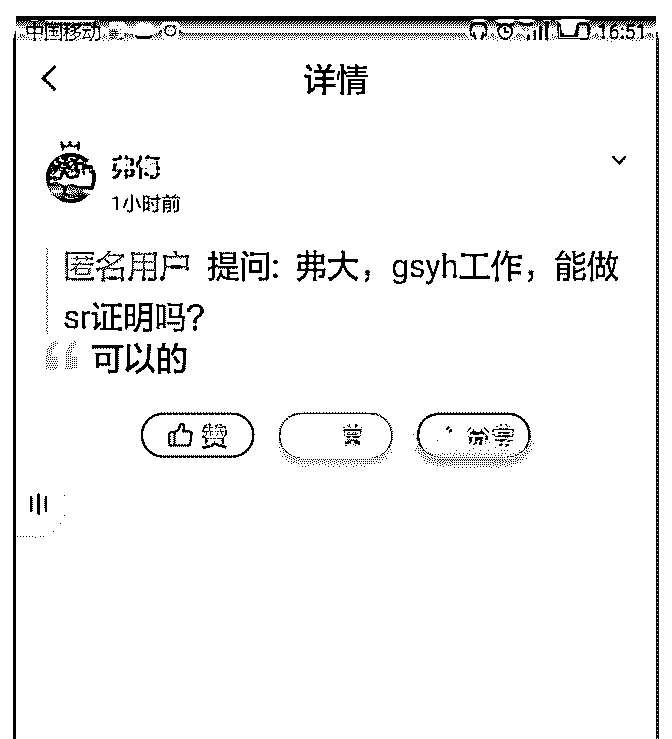 中国移动 16:51
详情
弗 
1小时前
匿名用户 提问: 弗大，gsyh工作，能做
sr证明吗?
可以的
赞 赏 分享